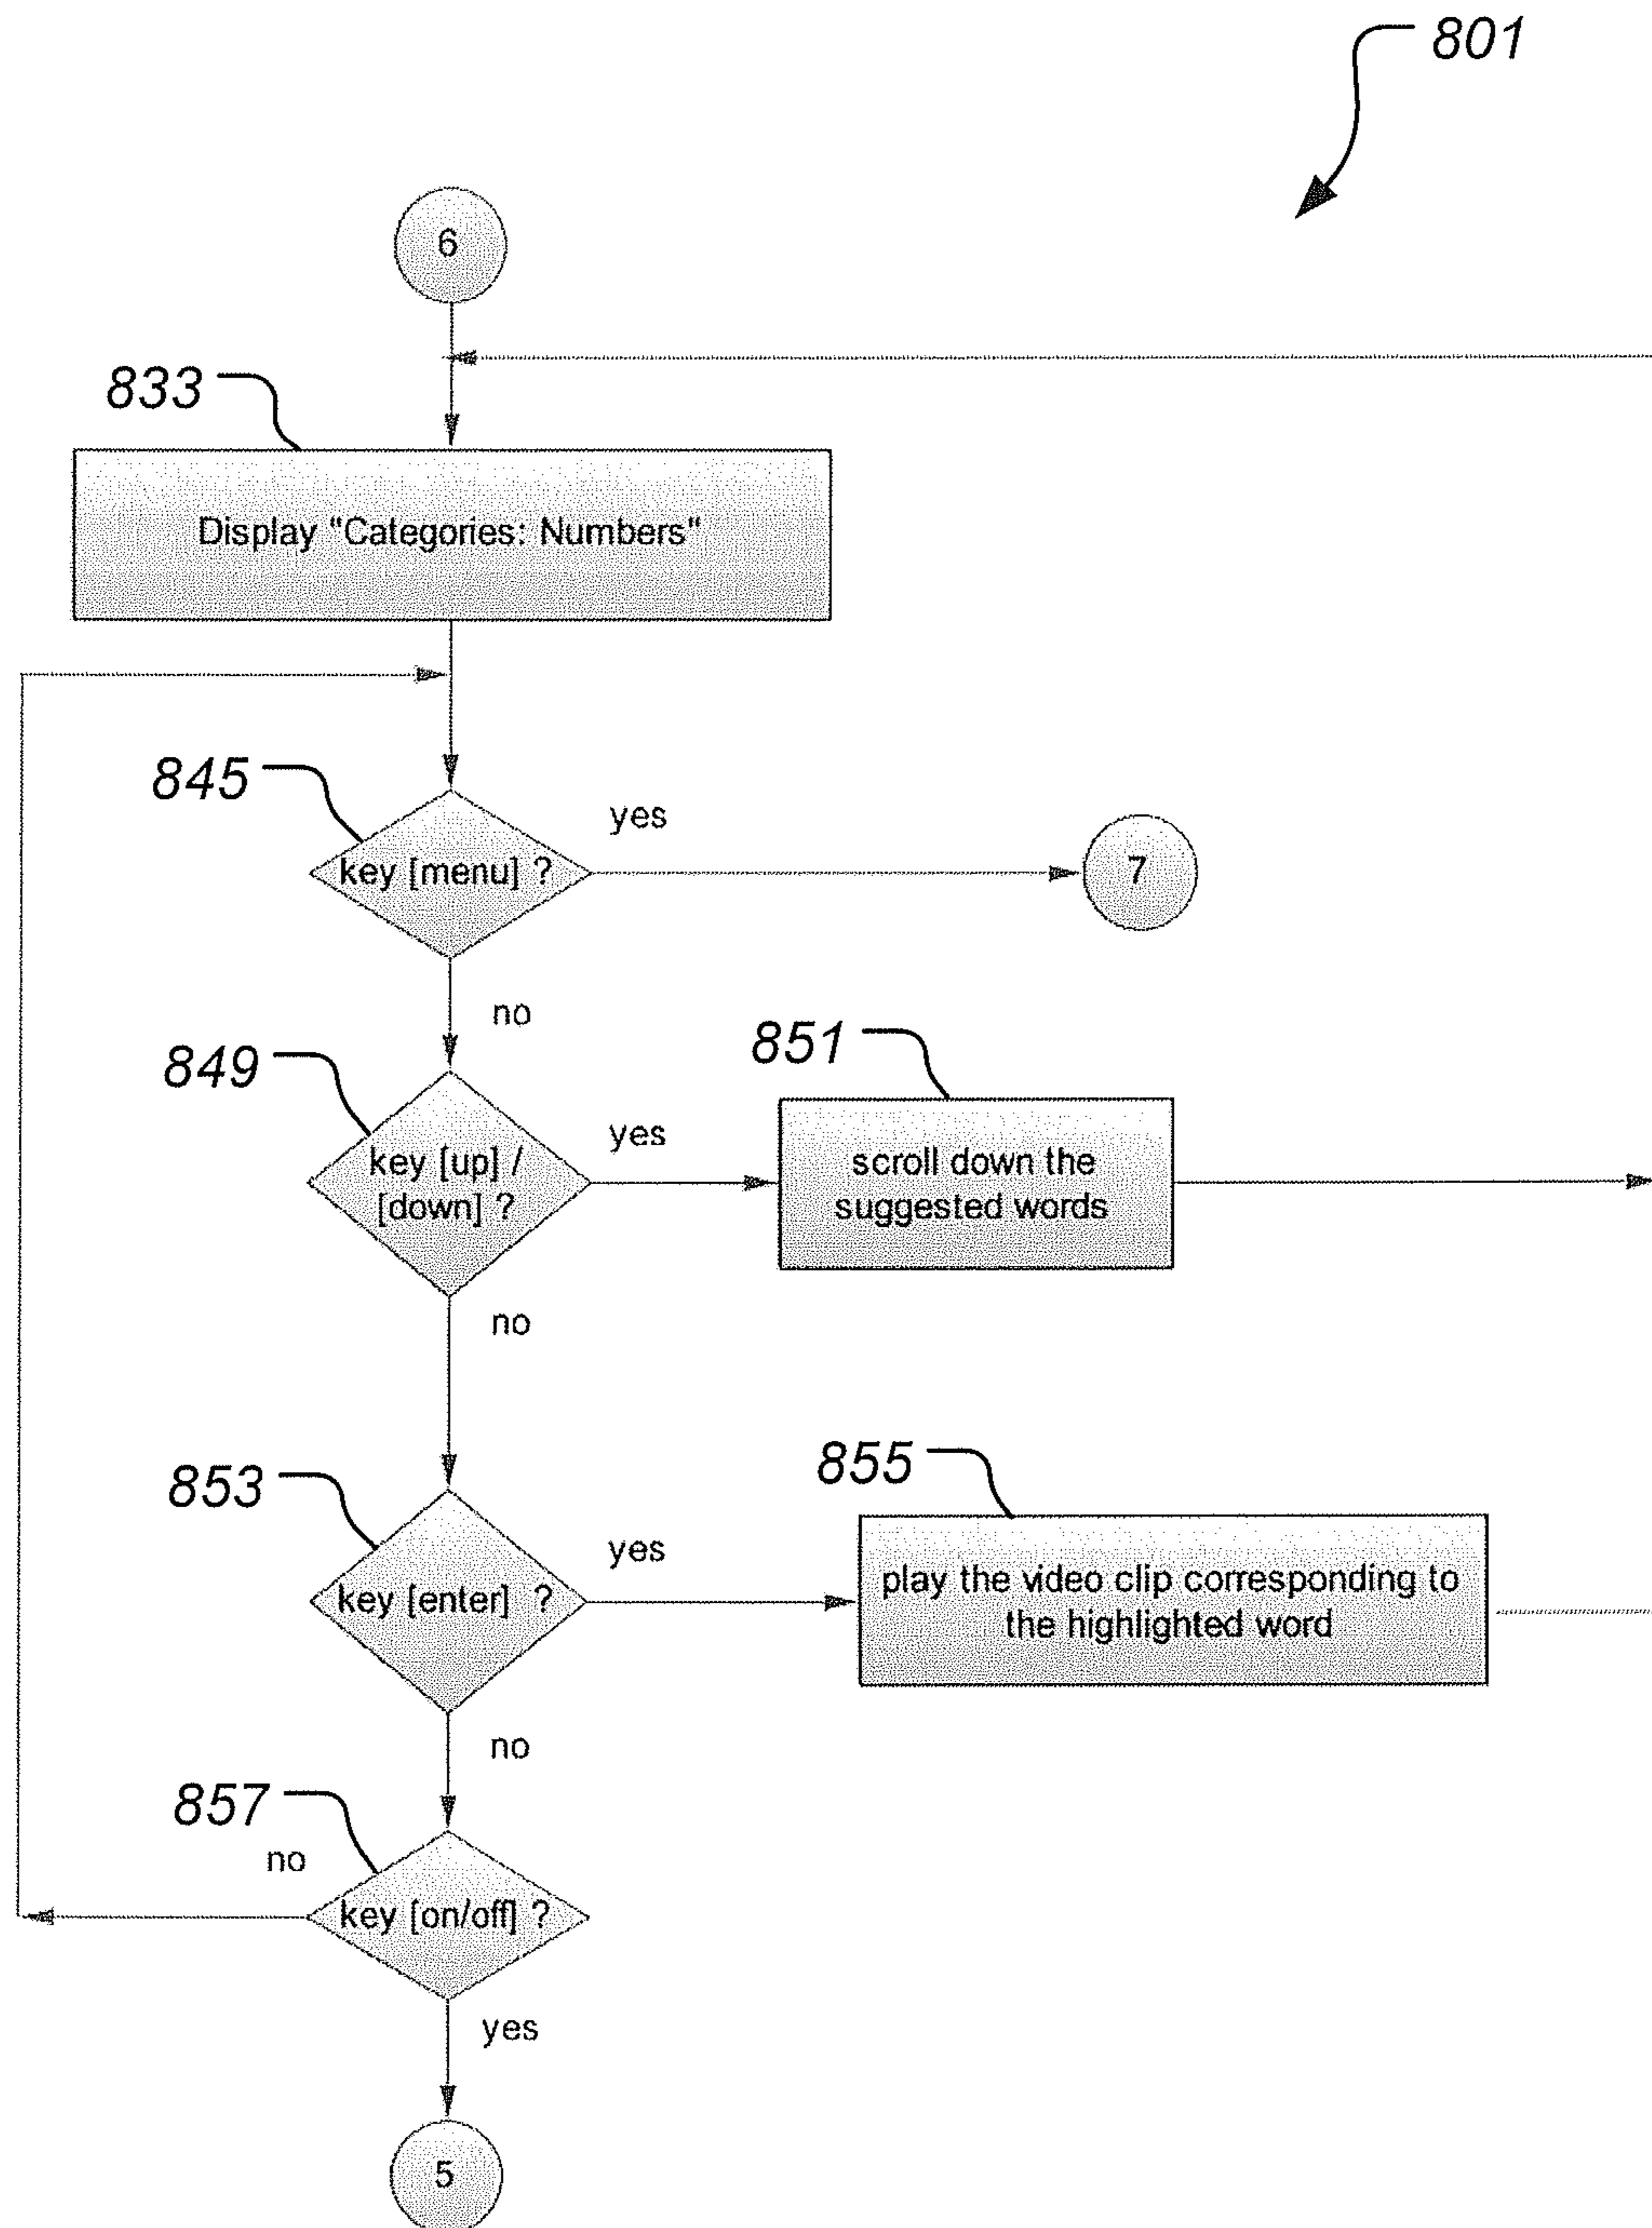 801
6
833
Display "Categories: Numbers"
845
key [menu] ?
yes
7
no
849
key [up] /
[down] ?
yes
851
scroll down the
suggested words
no
853
key [enter] ?
yes
855
play the video clip corresponding to
the highlighted word
no
857
no
key [on/off] ?
yes
5